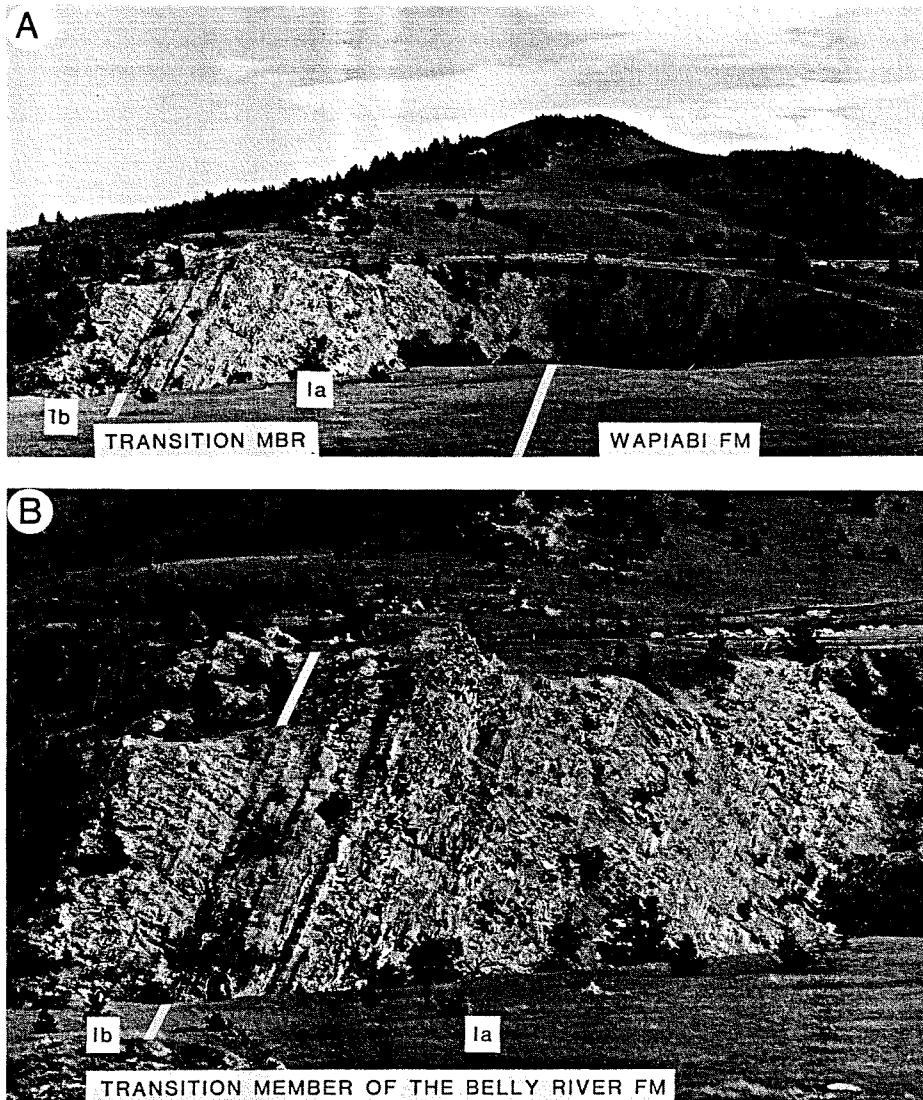 A
Ib
Ia
TRANSITION MBR
WAPIABI FM
B
Ib
Ia
TRANSITION MEMBER OF THE BELLY RIVER FM